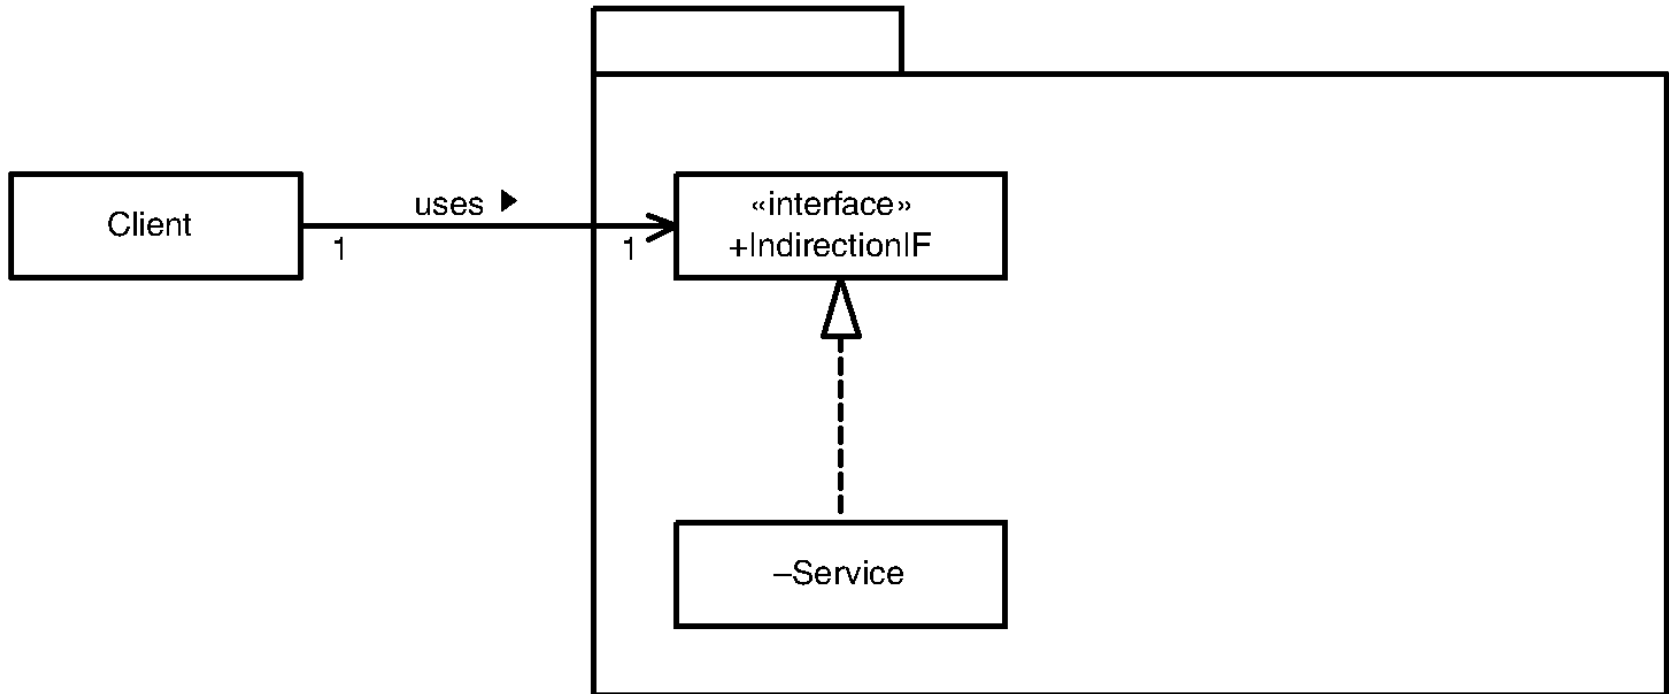 Client
uses ▶
1
1
«interface»
+IndirectionIF
–Service